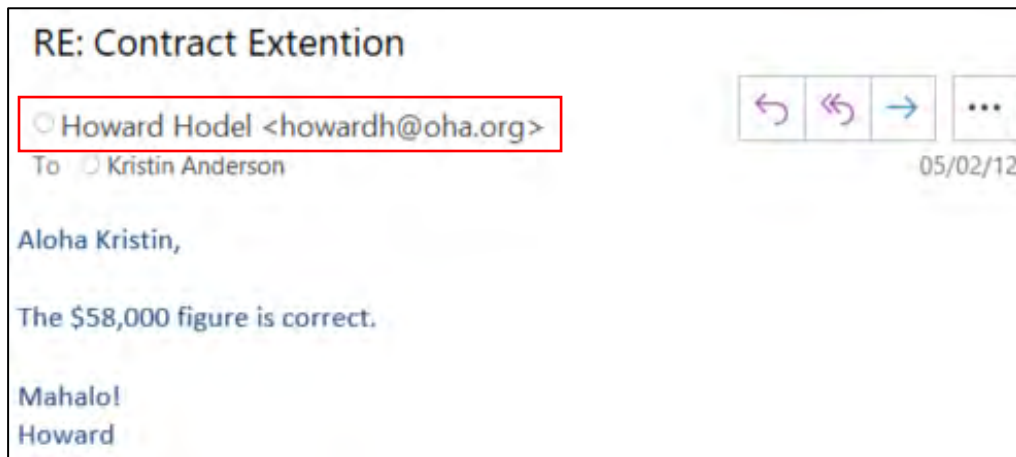 RE: Contract Extention
Howard Hodel <howardh@oha.org>
To Kristin Anderson
05/02/12
Aloha Kristin,
The $58,000 figure is correct.
Mahalo!
Howard